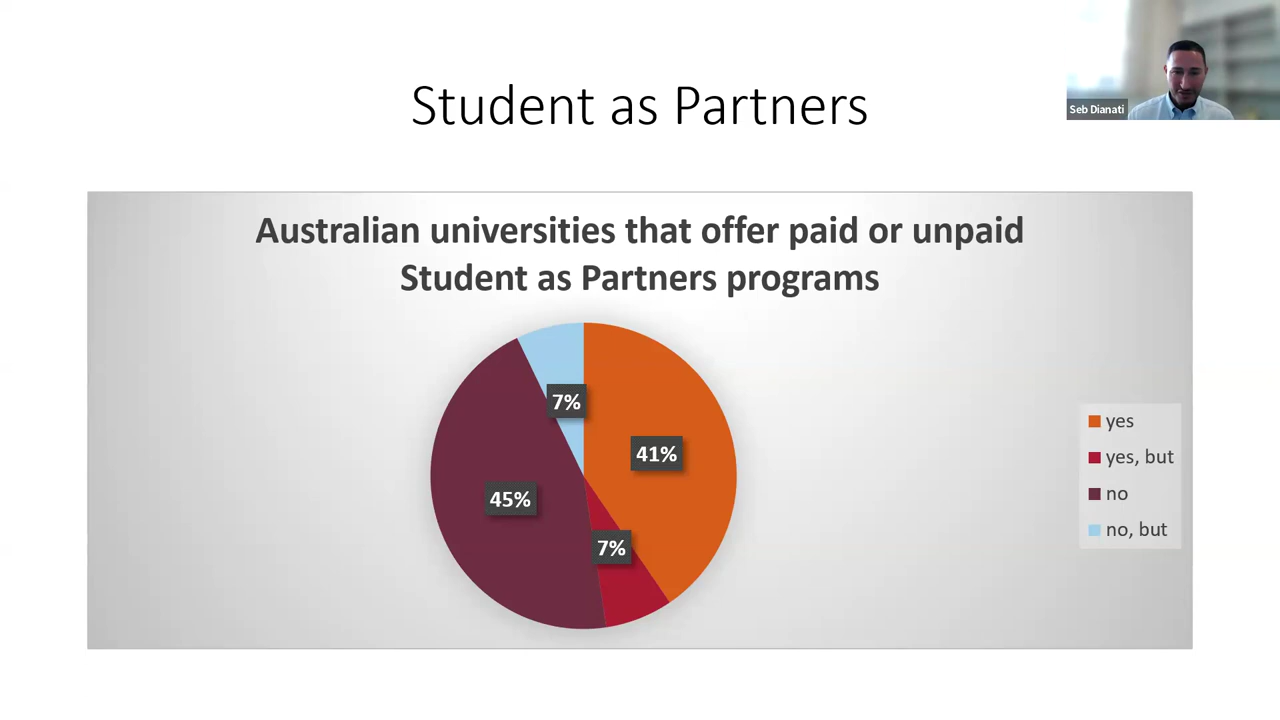 Student as Partners
Seb Dianati
Australian universities that offer paid or unpaid
Student as Partners programs
7%
41%
45%
7%
yes
yes, but
no
no, but